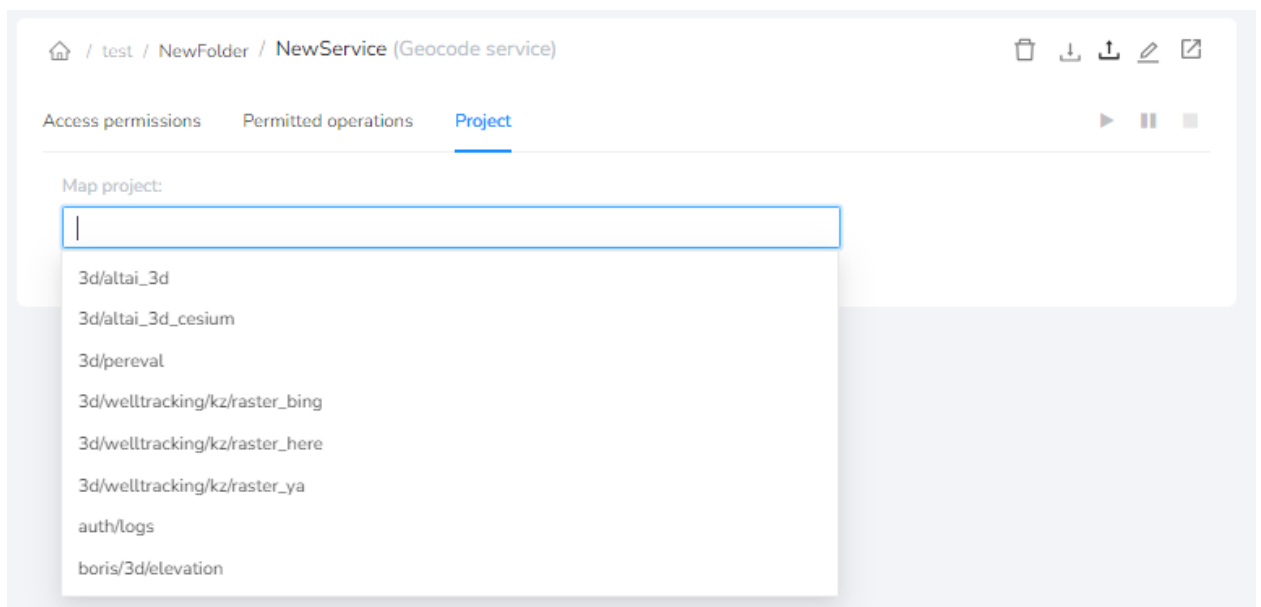 / test / NewFolder / NewService (Geocode service)
Access permissions Permitted operations Project
Map project:
3d/altai_3d
3d/altai_3d_cesium
3d/pereval
3d/welltracking/kz/raster_bing
3d/welltracking/kz/raster_here
3d/welltracking/kz/raster_ya
auth/logs
boris/3d/elevation